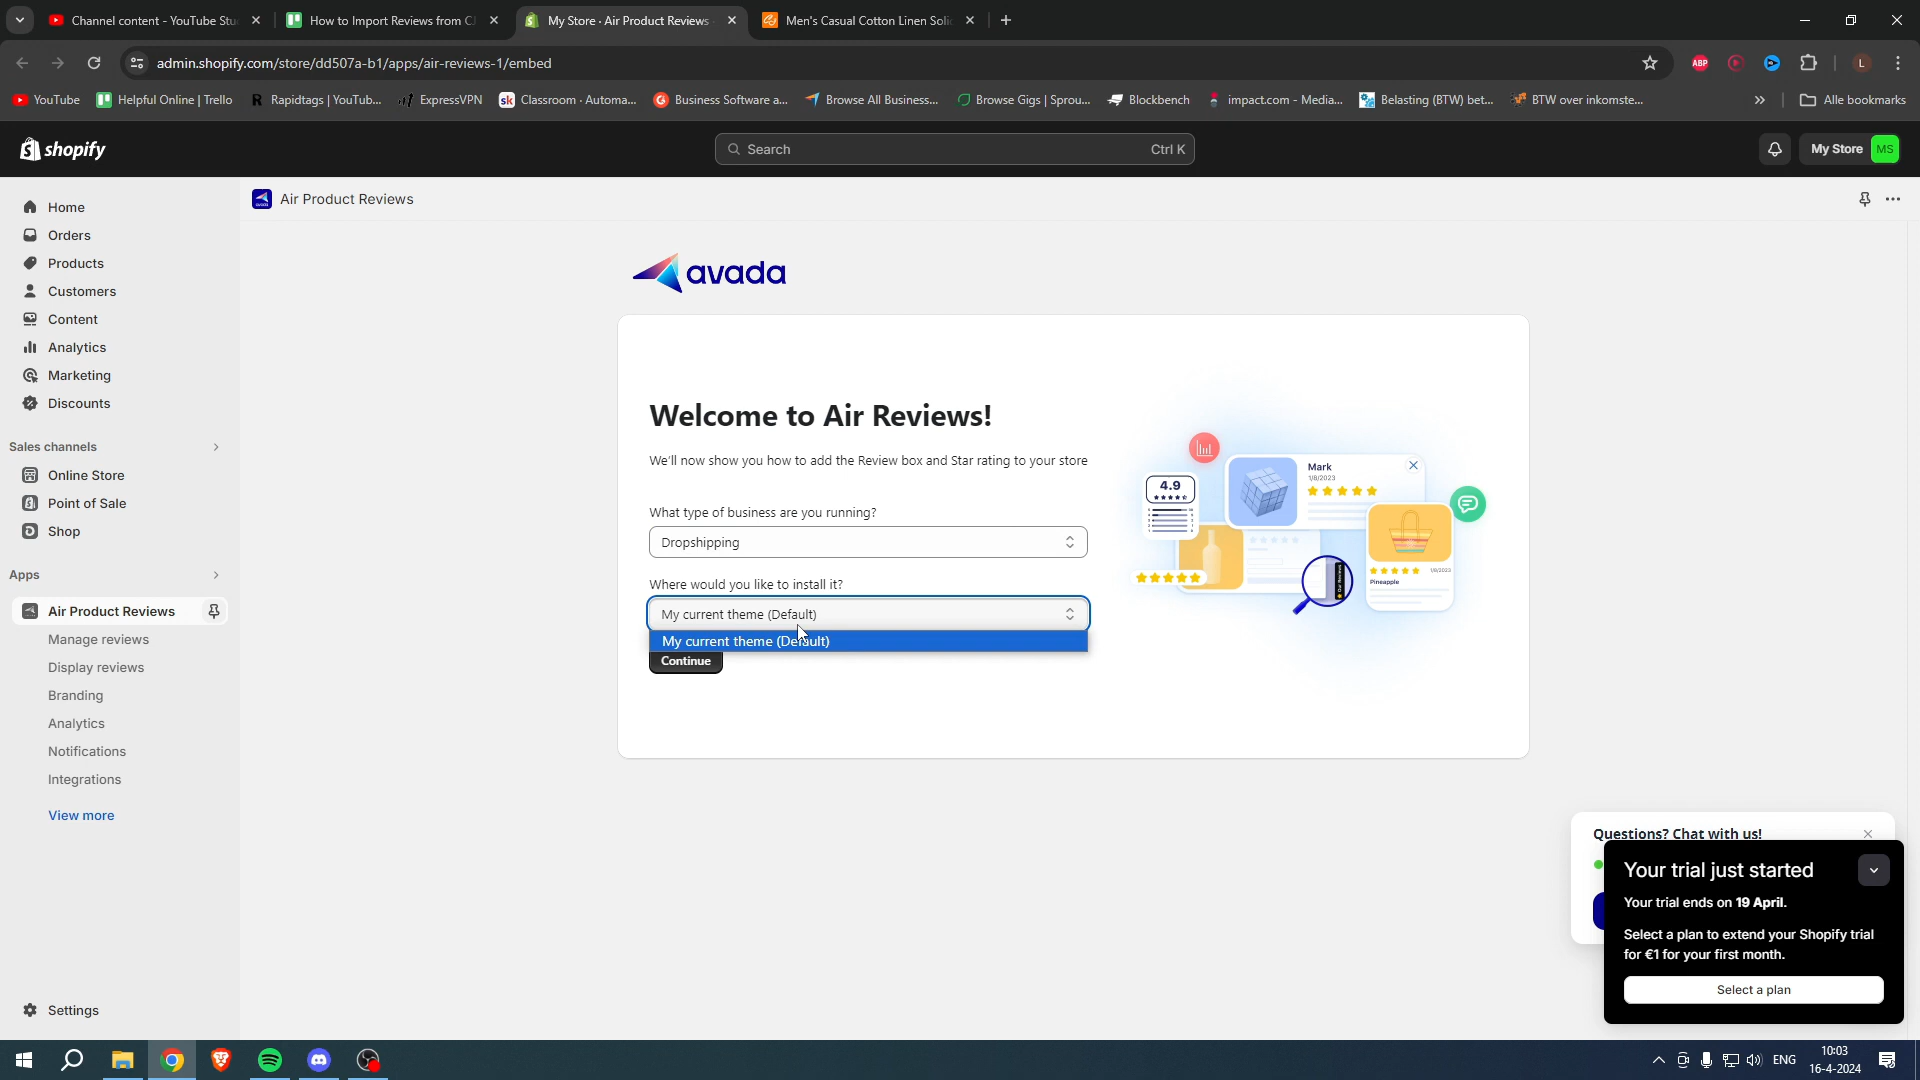 Channel content - YouTube Stu
How to Import Reviews from C
My Store · Air Product Reviews
Men's Casual Cotton Linen Soli
admin.shopify.com/store/dd507a-b1/apps/air-reviews-1/embed
ABP
L
YouTube
Helpful Online | Trello
Rapidtags | YouTub...
ExpressVPN
Classroom - Automa...
Business Software a...
Browse All Business...
Browse Gigs | Sprou...
Blockbench
impact.com - Media...
Belasting (BTW) bet...
BTW over inkomste...
Alle bookmarks
shopify
Search
Ctrl K
My Store
MS
Home
Orders
Products
Customers
Content
Analytics
Marketing
Discounts
Sales channels
Online Store
Point of Sale
Shop
Apps
Air Product Reviews
Manage reviews
Display reviews
Branding
Analytics
Notifications
Integrations
View more
Settings
Air Product Reviews
avada
Welcome to Air Reviews!
We'll now show you how to add the Review box and Star rating to your store
What type of business are you running?
Dropshipping
Where would you like to install it?
My current theme (Default)
My current theme (Default)
Continue
4.9
Mark
1/8/2023
Pineapple
1/8/2023
Questions? Chat with us!
Your trial just started
Your trial ends on 19 April.
Select a plan to extend your Shopify trial
for €1 for your first month.
Select a plan
ENG
10:03
16-4-2024